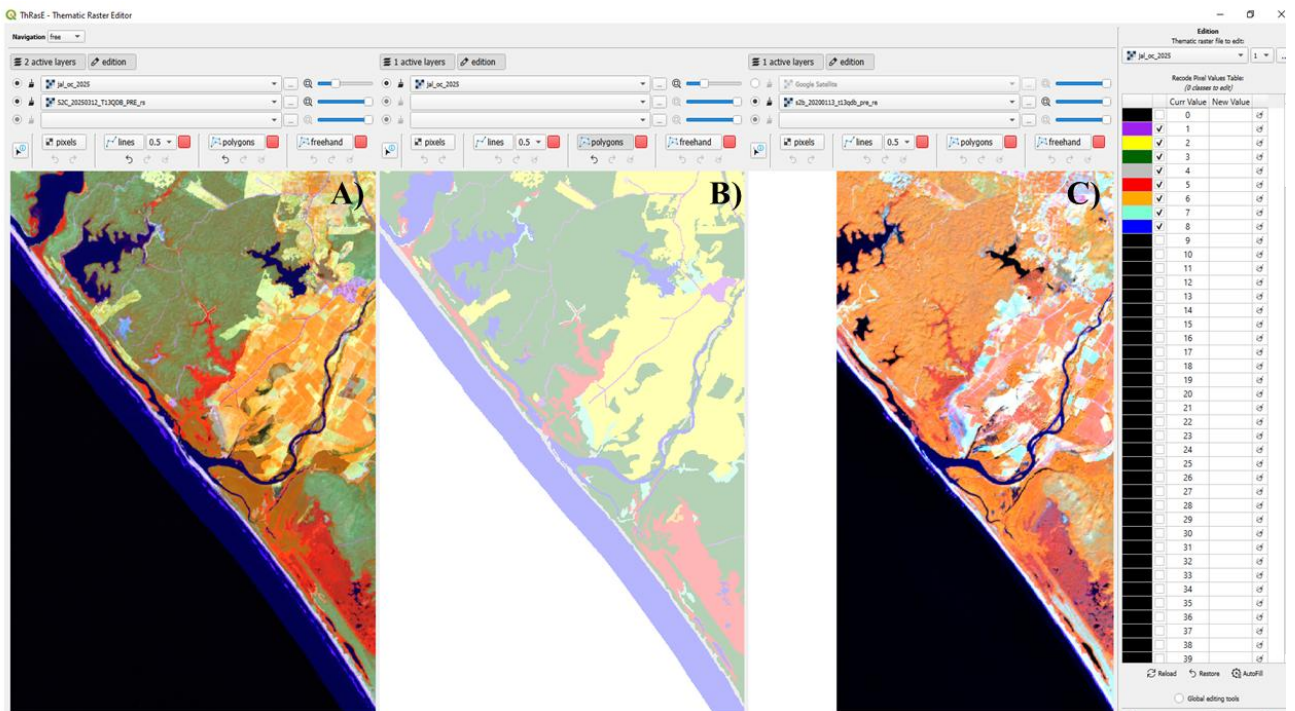 ThRasE - Thematic Raster Editor
Navigation free
2 active layers edition
jal_oc_2025
S2C_20250312_T13QDB_PRE_rs
pixels lines 0.5 polygons freehand
1 active layers edition
jal_oc_2025
pixels lines 0.5 polygons freehand
1 active layers edition
Google Satellite
s2b_20200113_t13qdb_pre_rs
pixels lines 0.5 polygons freehand
A)
B)
C)
Edition
Thematic raster file to edit:
jal_oc_2025 1 ...
Recode Pixel Values Table:
(0 classes to edit)
Curr Value New Value
0
1
2
3
4
5
6
7
8
9
10
11
12
13
14
15
16
17
18
19
20
21
22
23
24
25
26
27
28
29
30
31
32
33
34
35
36
37
38
39
Reload Restore AutoFill
Global editing tools